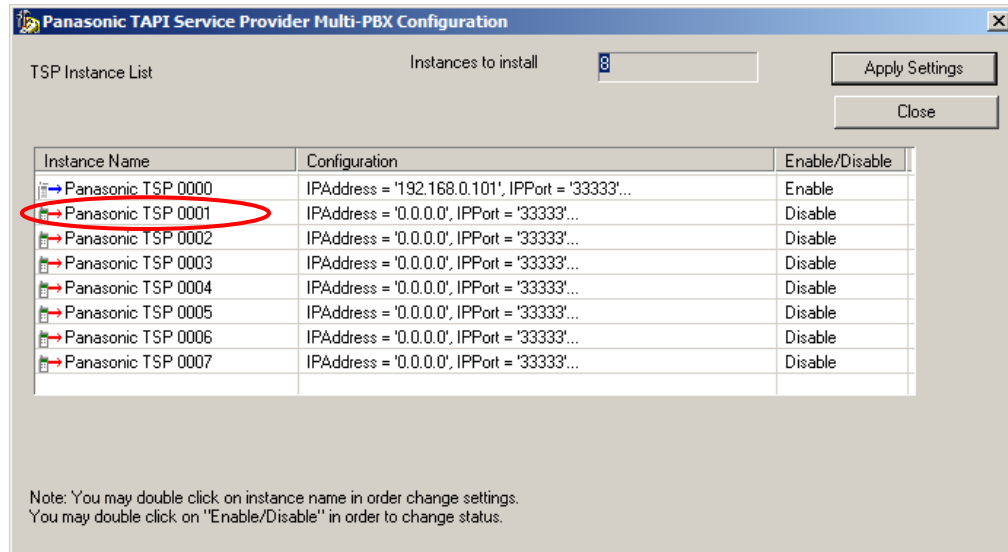 Panasonic TAPI Service Provider Multi-PBX Configuration
TSP Instance List Instances to install 8 Apply Settings
Close
Instance Name Configuration Enable/Disable
Panasonic TSP 0000 IPAddress = '192.168.0.101', IPPort = '33333'... Enable
Panasonic TSP 0001 IPAddress = '0.0.0.0', IPPort = '33333'... Disable
Panasonic TSP 0002 IPAddress = '0.0.0.0', IPPort = '33333'... Disable
Panasonic TSP 0003 IPAddress = '0.0.0.0', IPPort = '33333'... Disable
Panasonic TSP 0004 IPAddress = '0.0.0.0', IPPort = '33333'... Disable
Panasonic TSP 0005 IPAddress = '0.0.0.0', IPPort = '33333'... Disable
Panasonic TSP 0006 IPAddress = '0.0.0.0', IPPort = '33333'... Disable
Panasonic TSP 0007 IPAddress = '0.0.0.0', IPPort = '33333'... Disable
Note: You may double click on instance name in order change settings.
You may double click on "Enable/Disable" in order to change status.